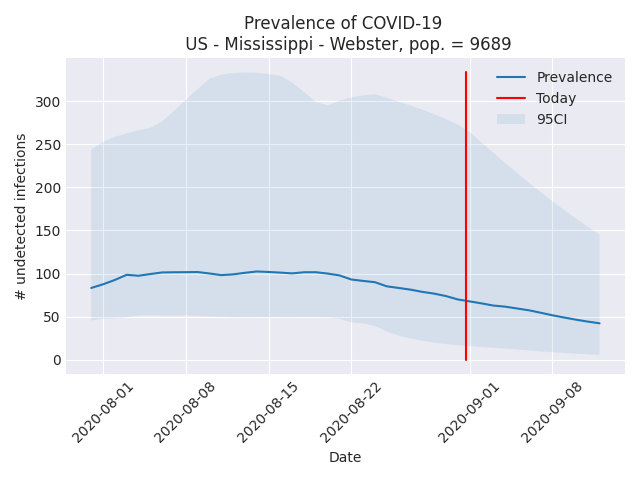 Prevalence of COVID-19
US - Mississippi - Webster, pop. = 9689
# undetected infections
300
250
200
150
100
50
0
Prevalence
Today
95CI
2020-08-01
2020-08-08
2020-08-15
2020-08-22
2020-09-01
2020-09-08
Date